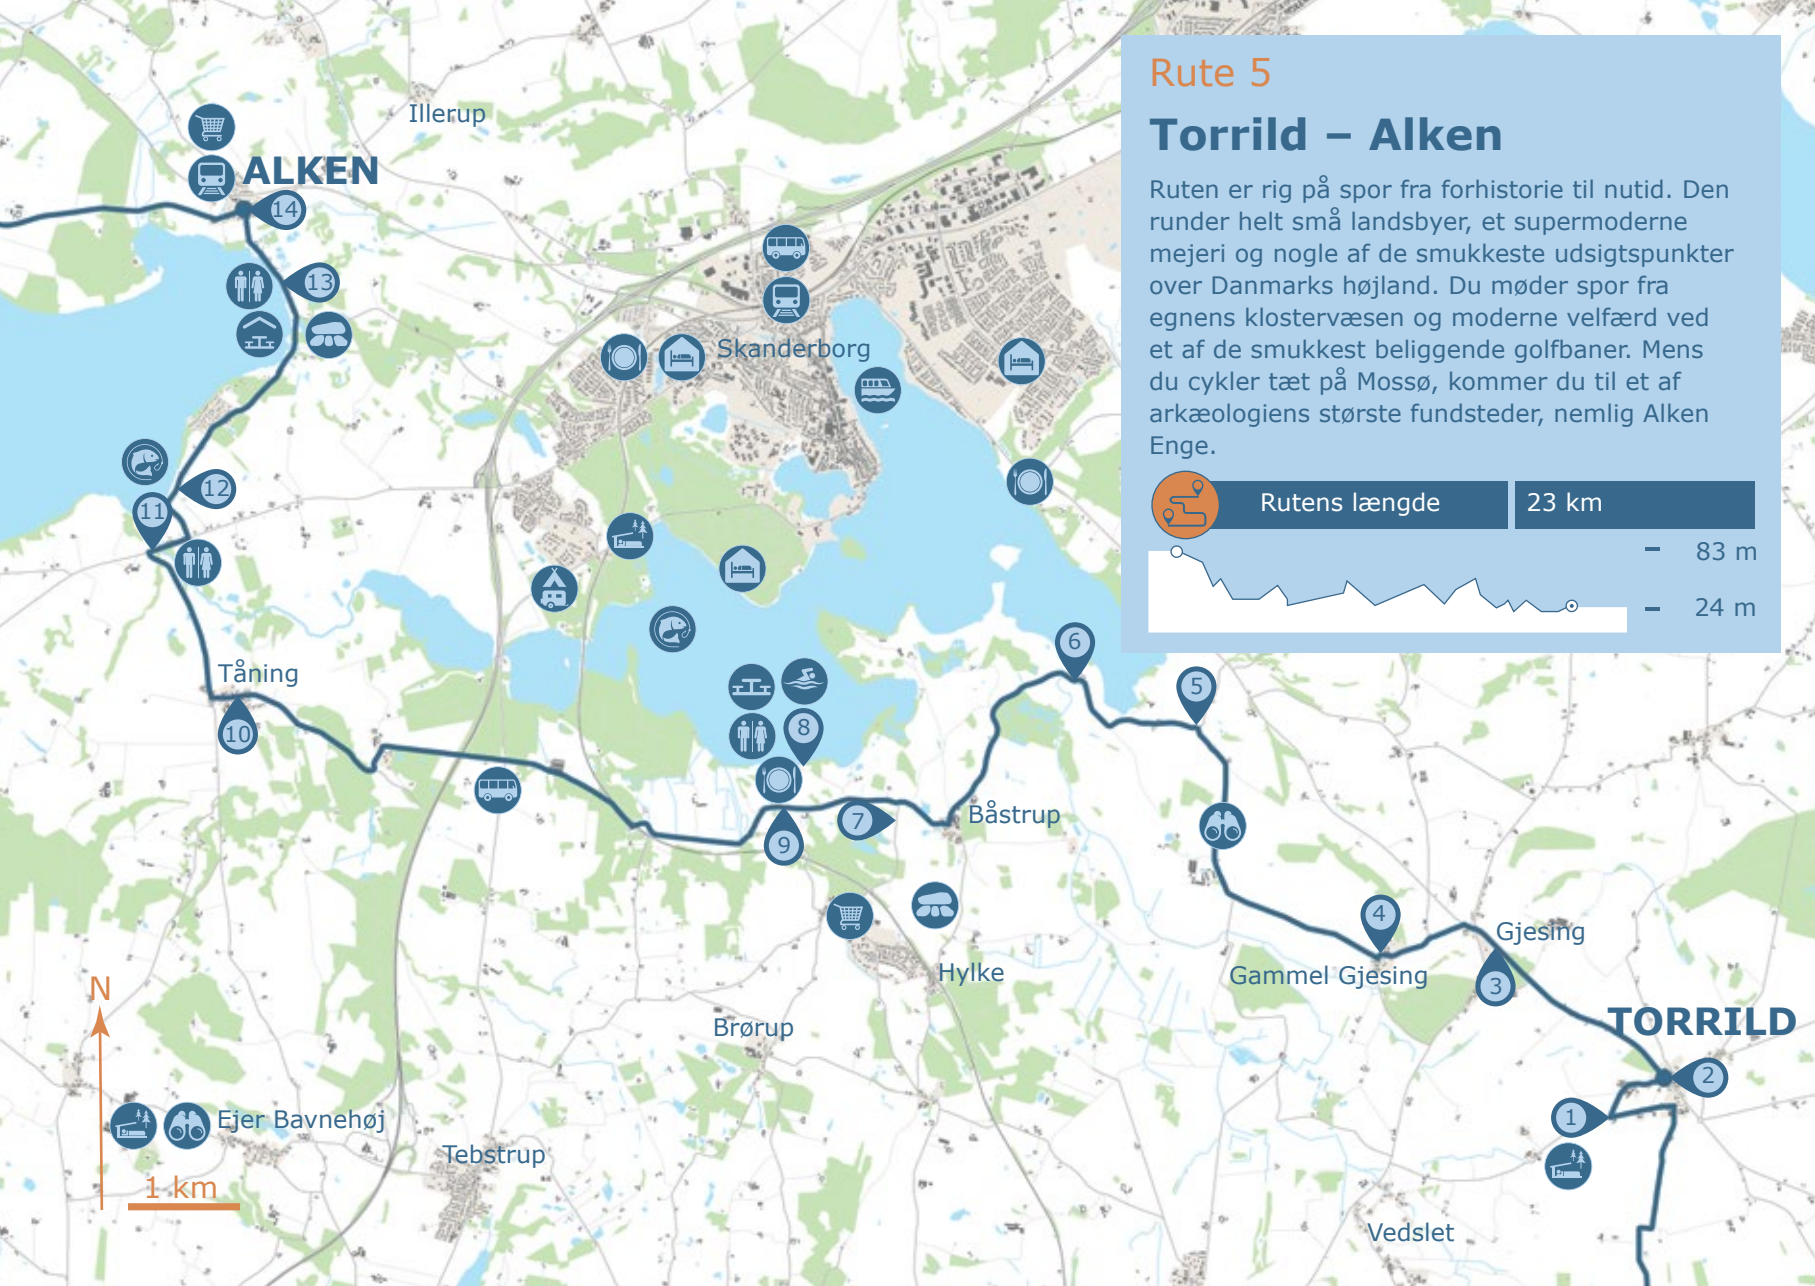 Rute 5
Torrild – Alken
Ruten er rig på spor fra forhistorie til nutid. Den
runder helt små landsbyer, et supermoderne
mejeri og nogle af de smukkeste udsigtspunkter
over Danmarks højland. Du møder spor fra
egnens klostervæsen og moderne velfærd ved
et af de smukkest beliggende golfbaner. Mens
du cykler tæt på Mossø, kommer du til et af
arkæologiens største fundsteder, nemlig Alken
Enge.
Rutens længde
23 km
83 m
24 m
Illerup
ALKEN
14
13
Skanderborg
12
11
6
Tåning
5
10
8
7
Båstrup
9
4
Gjesing
Hylke
Gammel Gjesing
3
N
Brørup
TORRILD
2
1
Ejer Bavnehøj
Tebstrup
1 km
Vedslet